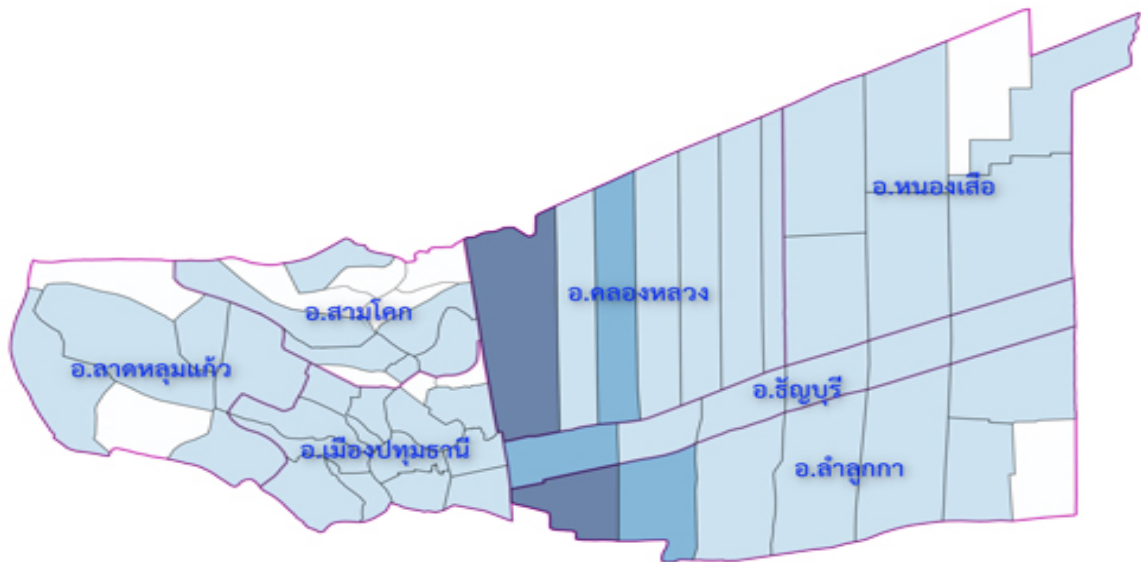 อ.หนองเสือ
อ.คลองหลวง
อ.สามโคก
อ.ลาดหลุมแก้ว
อ.ธัญบุรี
อ.เมืองปทุมธานี
อ.ลำลูกกา